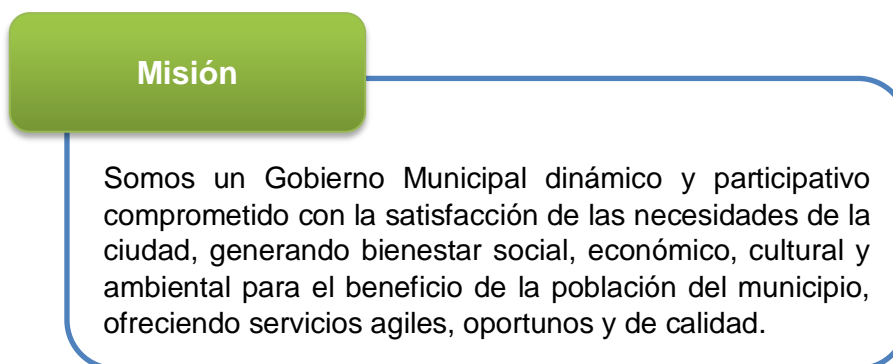 Misión
Somos un Gobierno Municipal dinámico y participativo
comprometido con la satisfacción de las necesidades de la
ciudad, generando bienestar social, económico, cultural y
ambiental para el beneficio de la población del municipio,
ofreciendo servicios agiles, oportunos y de calidad.